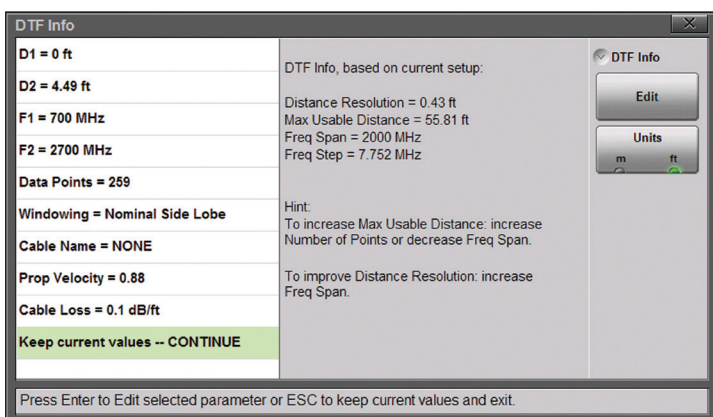 DTF Info
D1 = 0 ft
D2 = 4.49 ft
F1 = 700 MHz
F2 = 2700 MHz
Data Points = 259
Windowing = Nominal Side Lobe
Cable Name = NONE
Prop Velocity = 0.88
Cable Loss = 0.1 dB/ft
Keep current values -- CONTINUE
DTF Info, based on current setup:
Distance Resolution = 0.43 ft
Max Usable Distance = 55.81 ft
Freq Span = 2000 MHz
Freq Step = 7.752 MHz
Hint:
To increase Max Usable Distance: increase
Number of Points or decrease Freq Span.
To improve Distance Resolution: increase
Freq Span.
DTF Info
Edit
Units
m ft
Press Enter to Edit selected parameter or ESC to keep current values and exit.